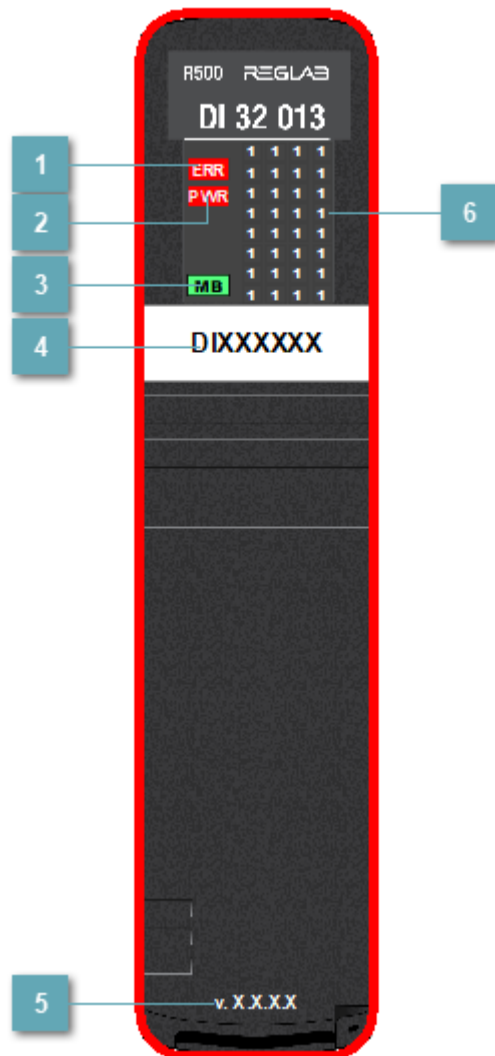 R500 REGLAB
DI 32 013
1 1 1 1
1 ERR 1 1 1 1
2 PWR 1 1 1 1
1 1 1 1 6
1 1 1 1
1 1 1 1
3 MB 1 1 1 1
1 1 1 1
4 DIXXXXXX
5 v. X.X.X.X